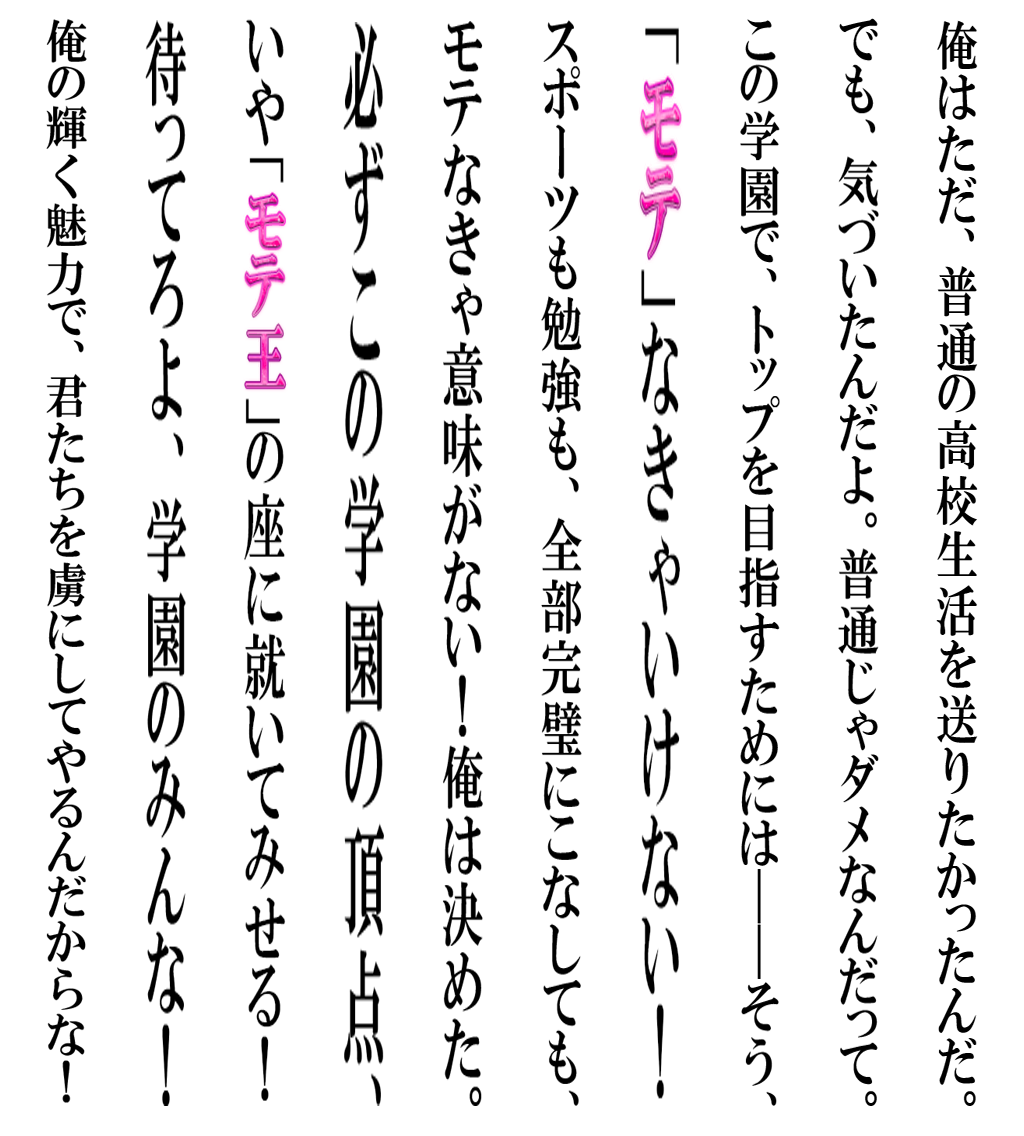 俺はただ、普通の高校生活を送りたかったんだ。
でも、気づいたんだよ。普通じゃダメなんだって。
この学園で、トップを目指すためには――そう、
「モテ」なきゃいけない！
スポーツも勉強も、全部完璧にこなしても、
モテなきゃ意味がない！俺は決めた。
必ずこの学園の頂点、
いや「モテ王」の座に就いてみせる！
待ってろよ、学園のみんな！
俺の輝く魅力で、君たちを虜にしてやるんだからな！